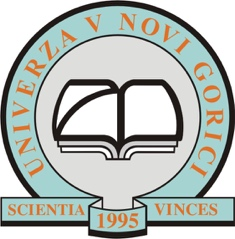 UNIVERZA V NOVI GORICI
SCIENTIA 1995 VINCES